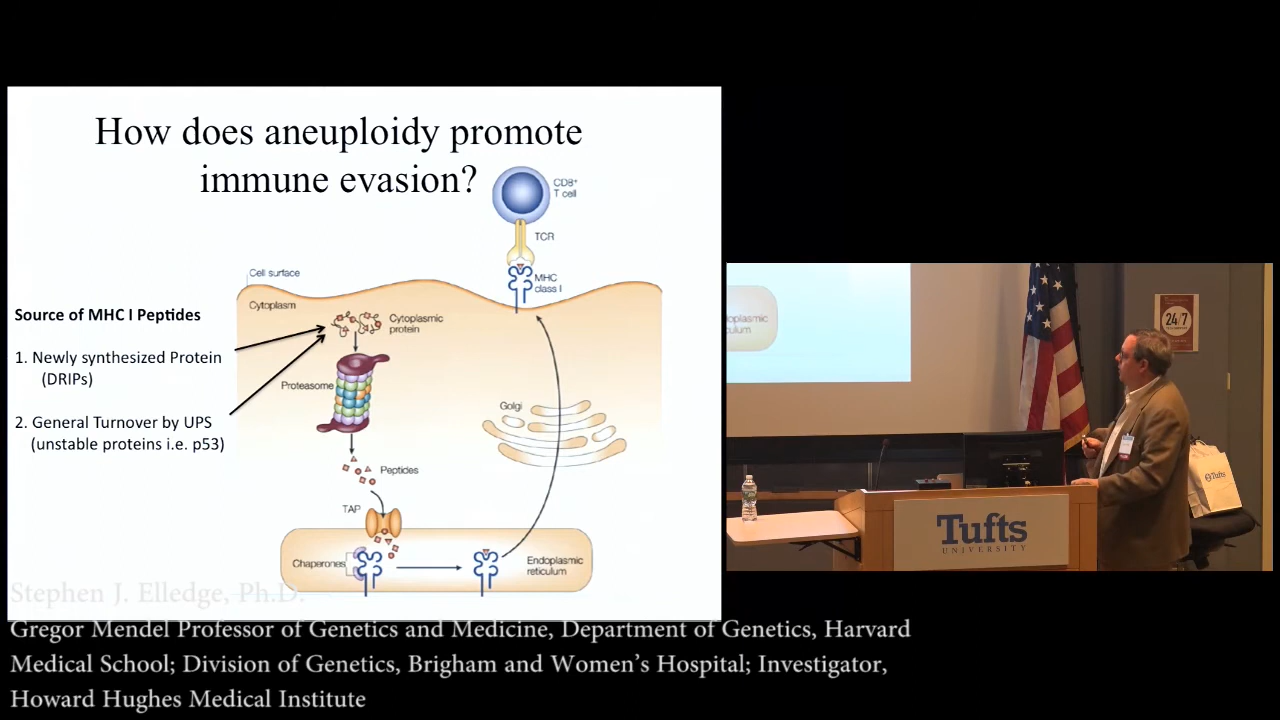 How does aneuploidy promote
immune evasion?
CD8+
T cell
TCR
MHC
class I
Cell surface
Cytoplasm
Cytoplasmic
protein
Source of MHC I Peptides
1. Newly synthesized Protein
(DRIPs)
2. General Turnover by UPS
(unstable proteins i.e. p53)
Proteasome
Golgi
Peptides
TAP
Chaperones
Endoplasmic
reticulum
24/7
Tufts
Tufts
UNIVERSITY
Stephen J. Elledge, Ph.D.
Gregor Mendel Professor of Genetics and Medicine, Department of Genetics, Harvard
Medical School; Division of Genetics, Brigham and Women's Hospital; Investigator,
Howard Hughes Medical Institute